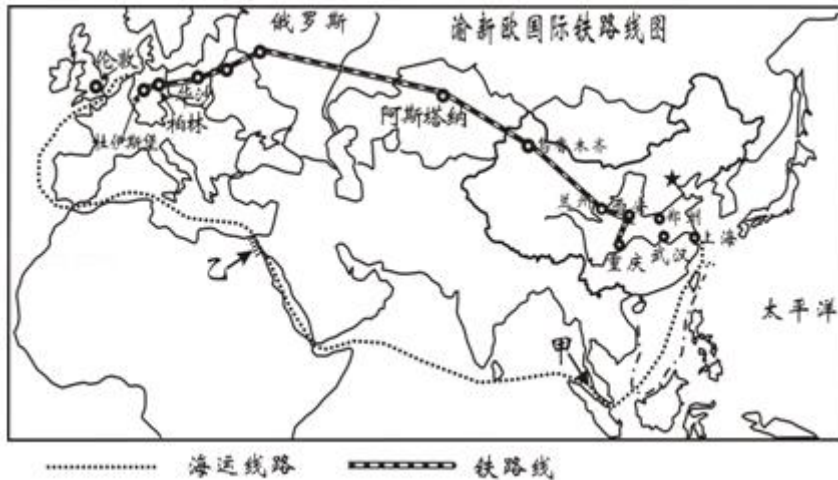 俄罗斯
渝新欧国际铁路线图
伦敦
华沙
柏林
杜伊斯堡
阿斯塔纳
乌鲁木齐
兰州
郑州
上海
武汉
重庆
乙
甲
太平洋
海运线路
铁路线